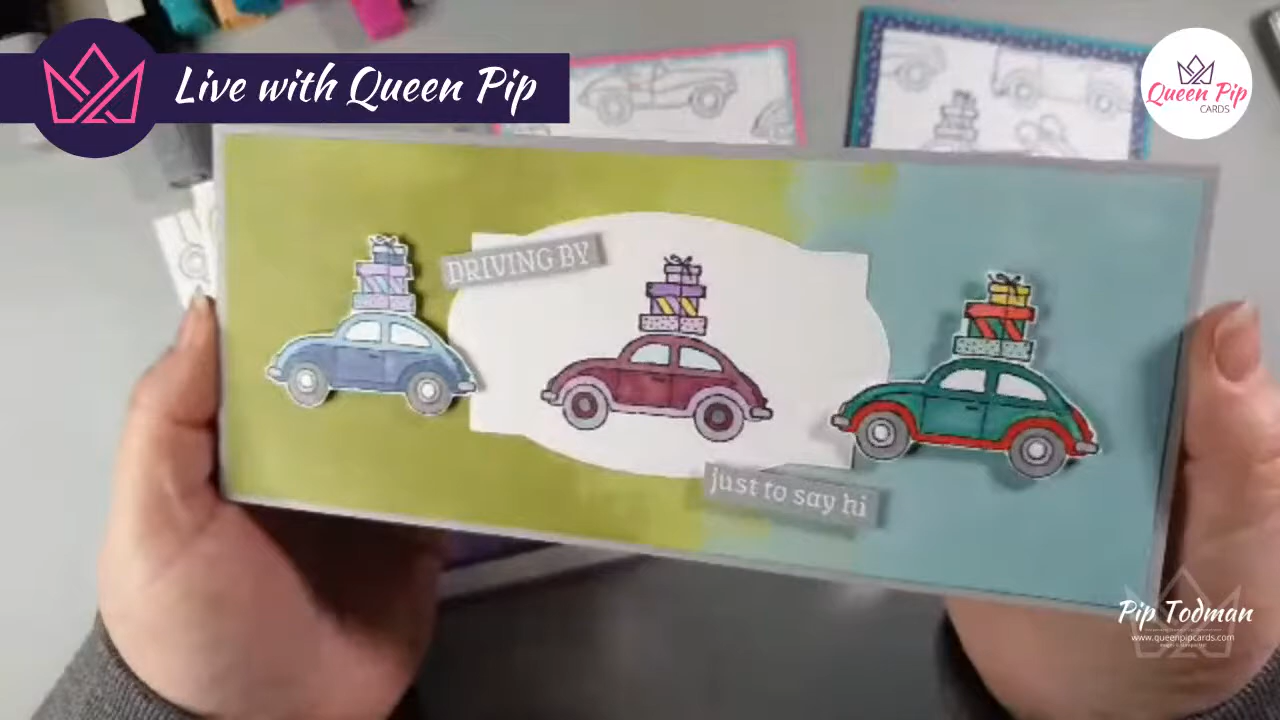 Live with Queen Pip
Queen Pip
CARDS
DRIVING BY
just to say hi
Pip Todman
www.queenpipcards.com